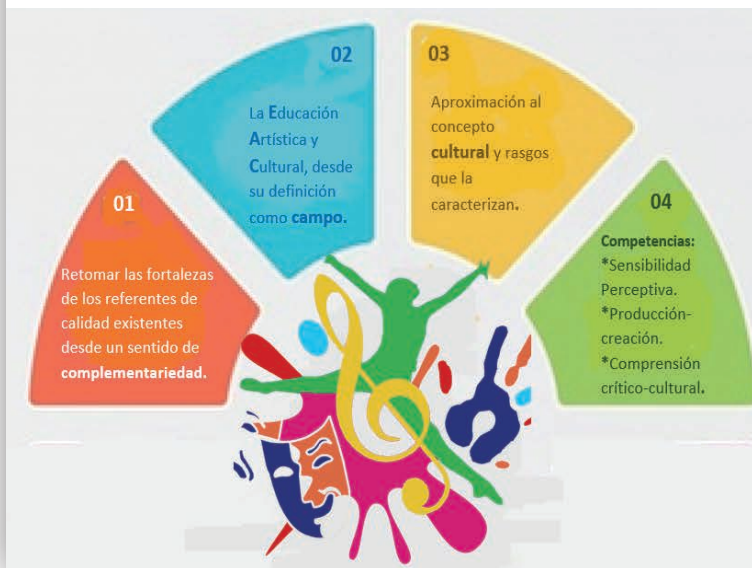 01
Retomar las fortalezas
de los referentes de
calidad existentes
desde un sentido de
complementariedad.
02
La Educación
Artística y
Cultural, desde
su definición
como campo.
03
Aproximación al
concepto
cultural y rasgos
que la
caracterizan.
04
Competencias:
*Sensibilidad
Perceptiva.
*Producción-
creación.
*Comprensión
crítico-cultural.